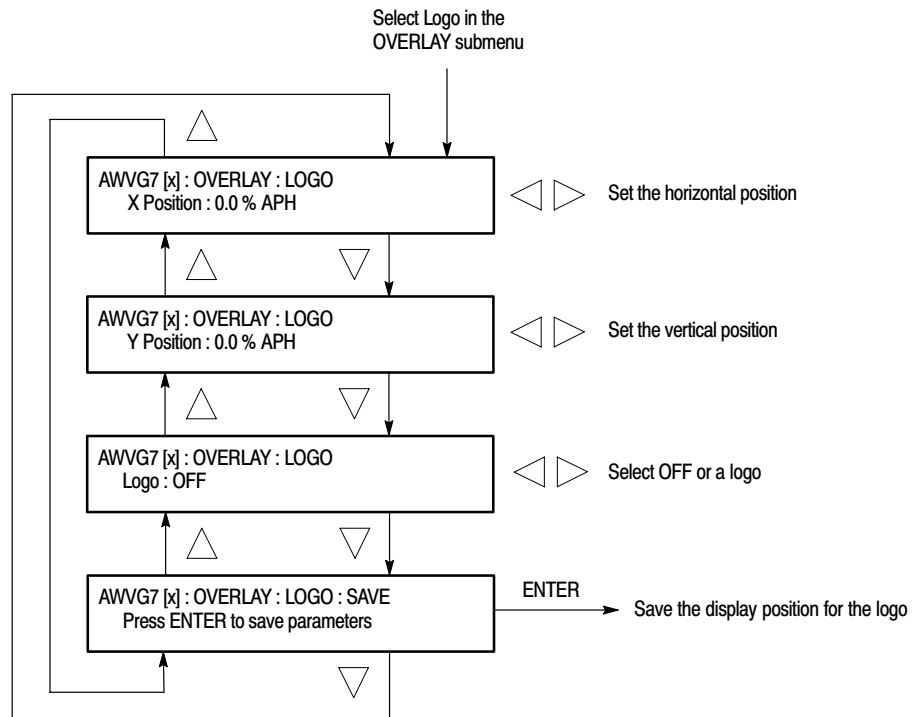 Select Logo in the
OVERLAY submenu
AWVG7 [x] : OVERLAY : LOGO
X Position : 0.0 % APH
Set the horizontal position
AWVG7 [x] : OVERLAY : LOGO
Y Position : 0.0 % APH
Set the vertical position
AWVG7 [x] : OVERLAY : LOGO
Logo : OFF
Select OFF or a logo
AWVG7 [x] : OVERLAY : LOGO : SAVE
Press ENTER to save parameters
ENTER
Save the display position for the logo